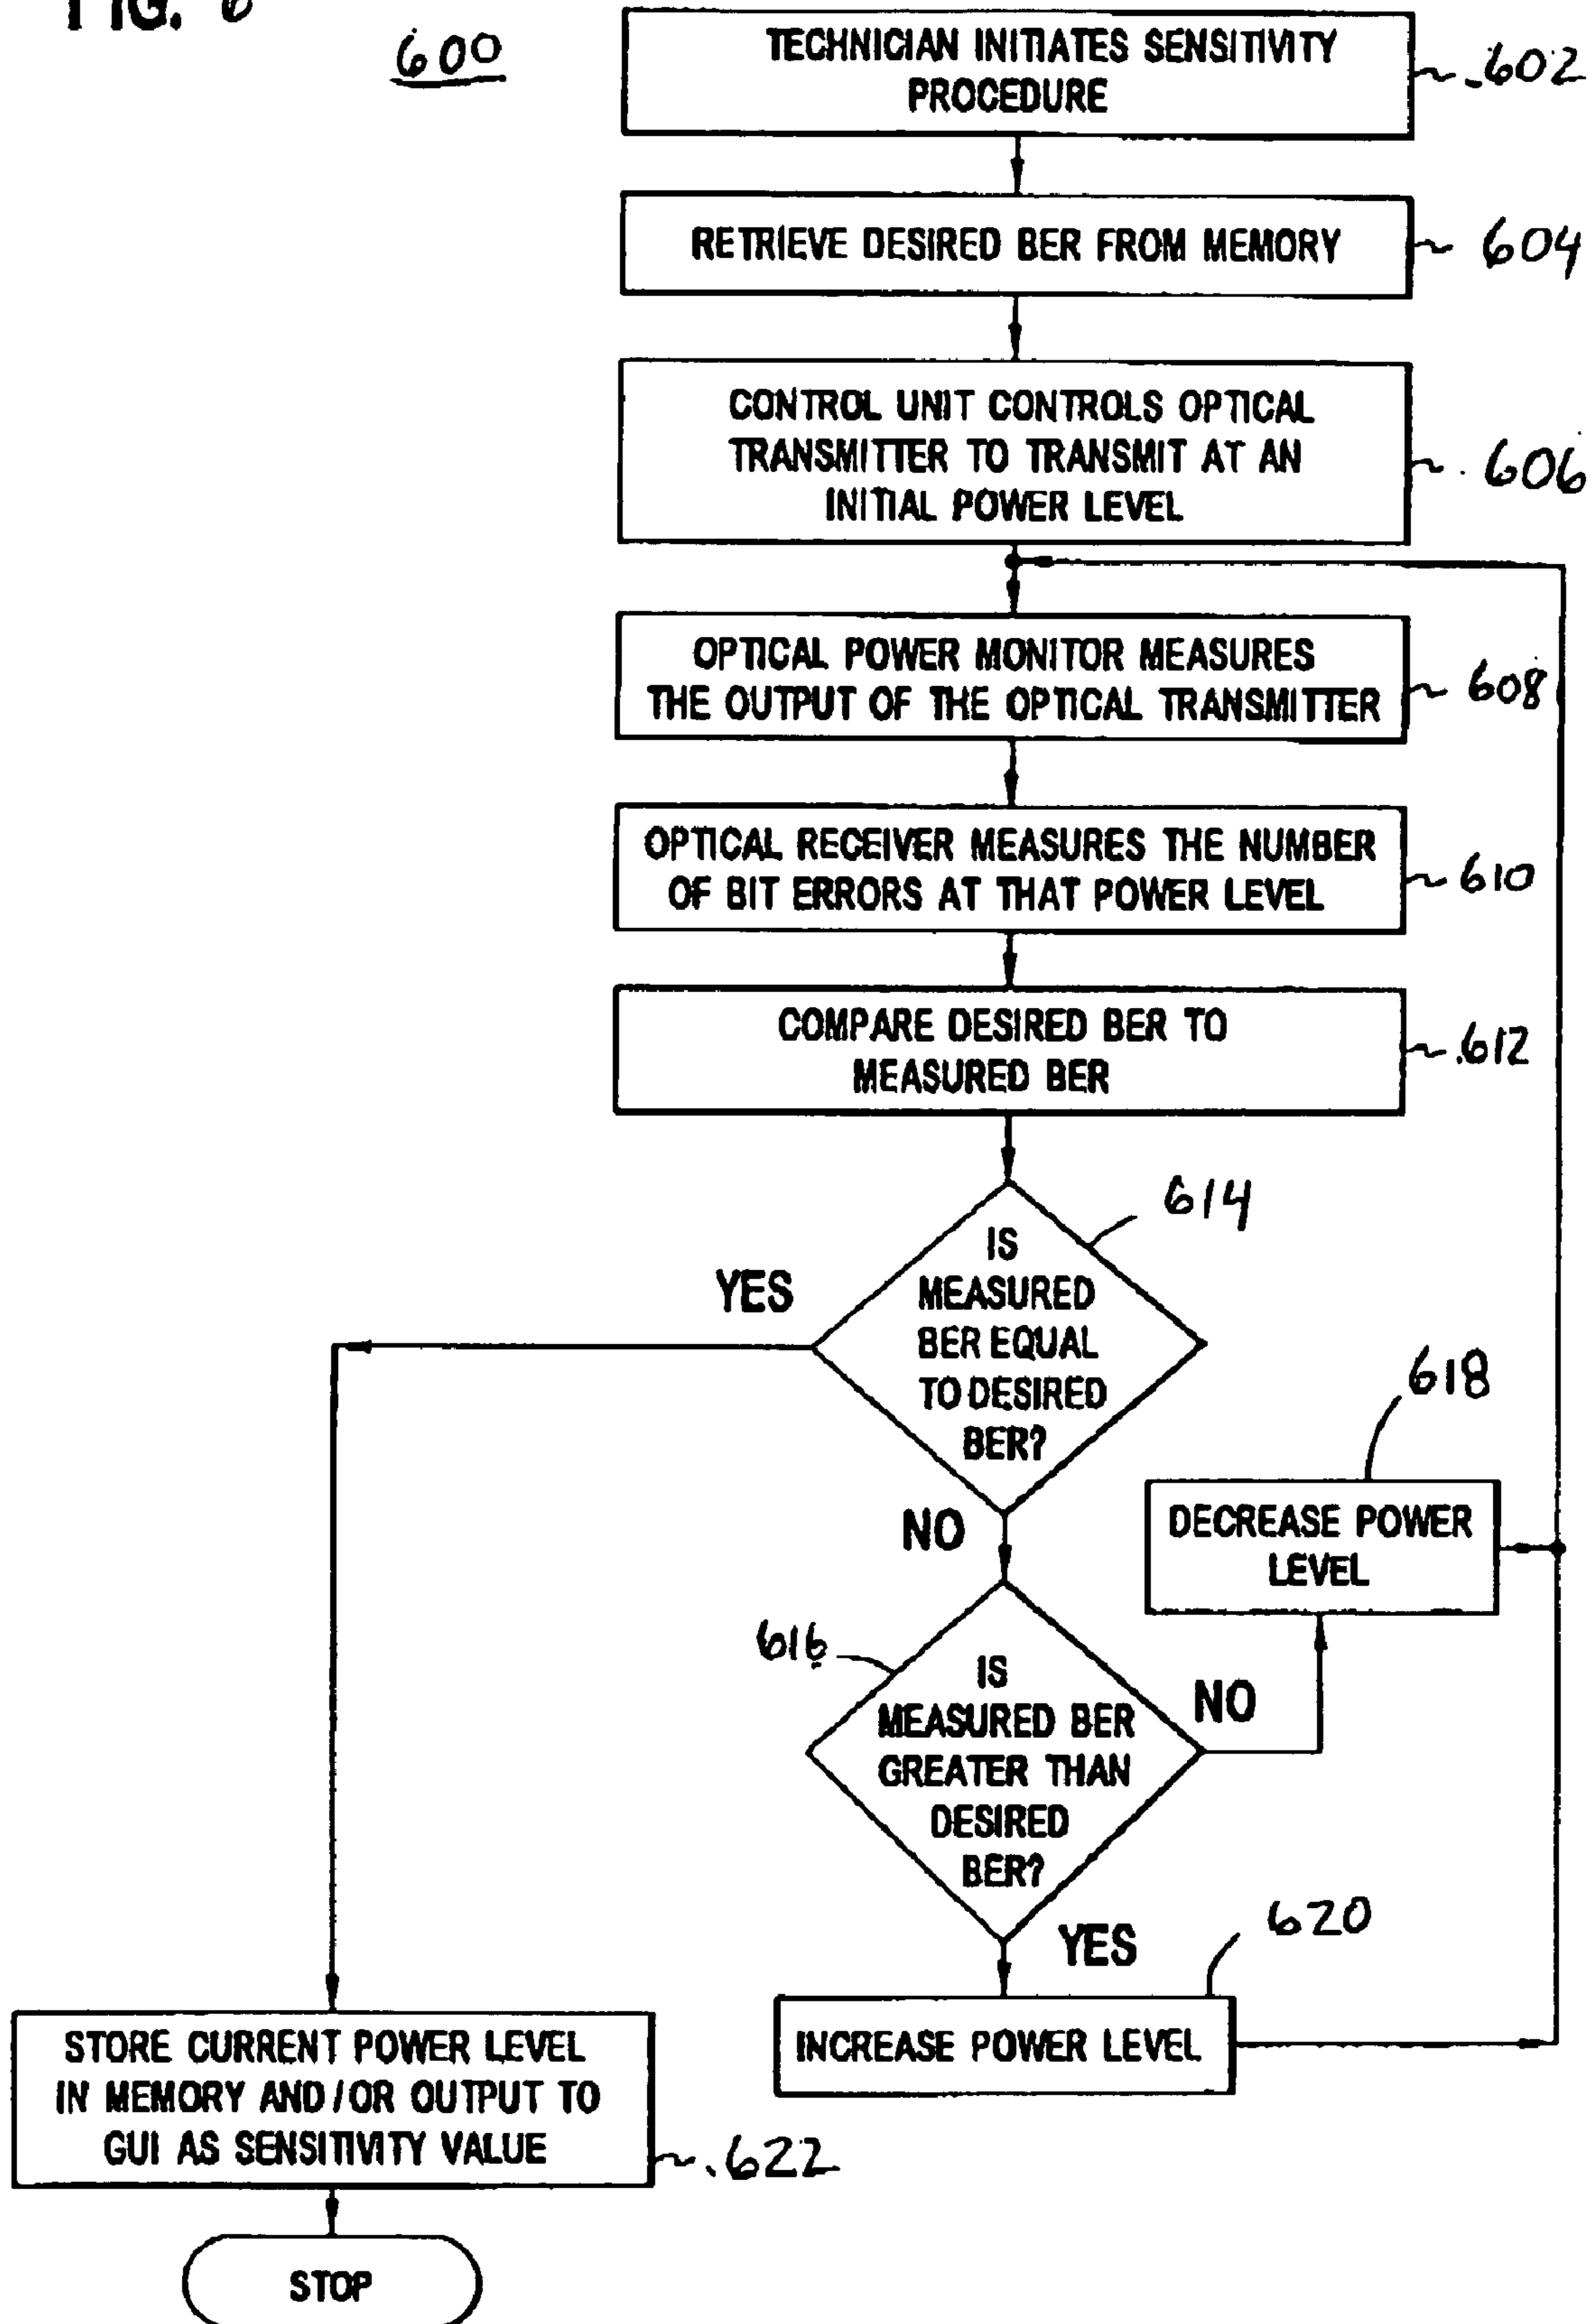 FIG. 6
600
TECHNICIAN INITIATES SENSITIVITY
PROCEDURE
602
RETRIEVE DESIRED BER FROM MEMORY
604
CONTROL UNIT CONTROLS OPTICAL
TRANSMITTER TO TRANSMIT AT AN
INITIAL POWER LEVEL
606
OPTICAL POWER MONITOR MEASURES
THE OUTPUT OF THE OPTICAL TRANSMITTER
608
OPTICAL RECEIVER MEASURES THE NUMBER
OF BIT ERRORS AT THAT POWER LEVEL
610
COMPARE DESIRED BER TO
MEASURED BER
612
614
IS
MEASURED
BER EQUAL
TO DESIRED
BER?
YES
NO
618
DECREASE POWER
LEVEL
616
IS
MEASURED BER
GREATER THAN
DESIRED
BER?
NO
YES
620
INCREASE POWER LEVEL
STORE CURRENT POWER LEVEL
IN MEMORY AND/OR OUTPUT TO
GUI AS SENSITIVITY VALUE
622
STOP